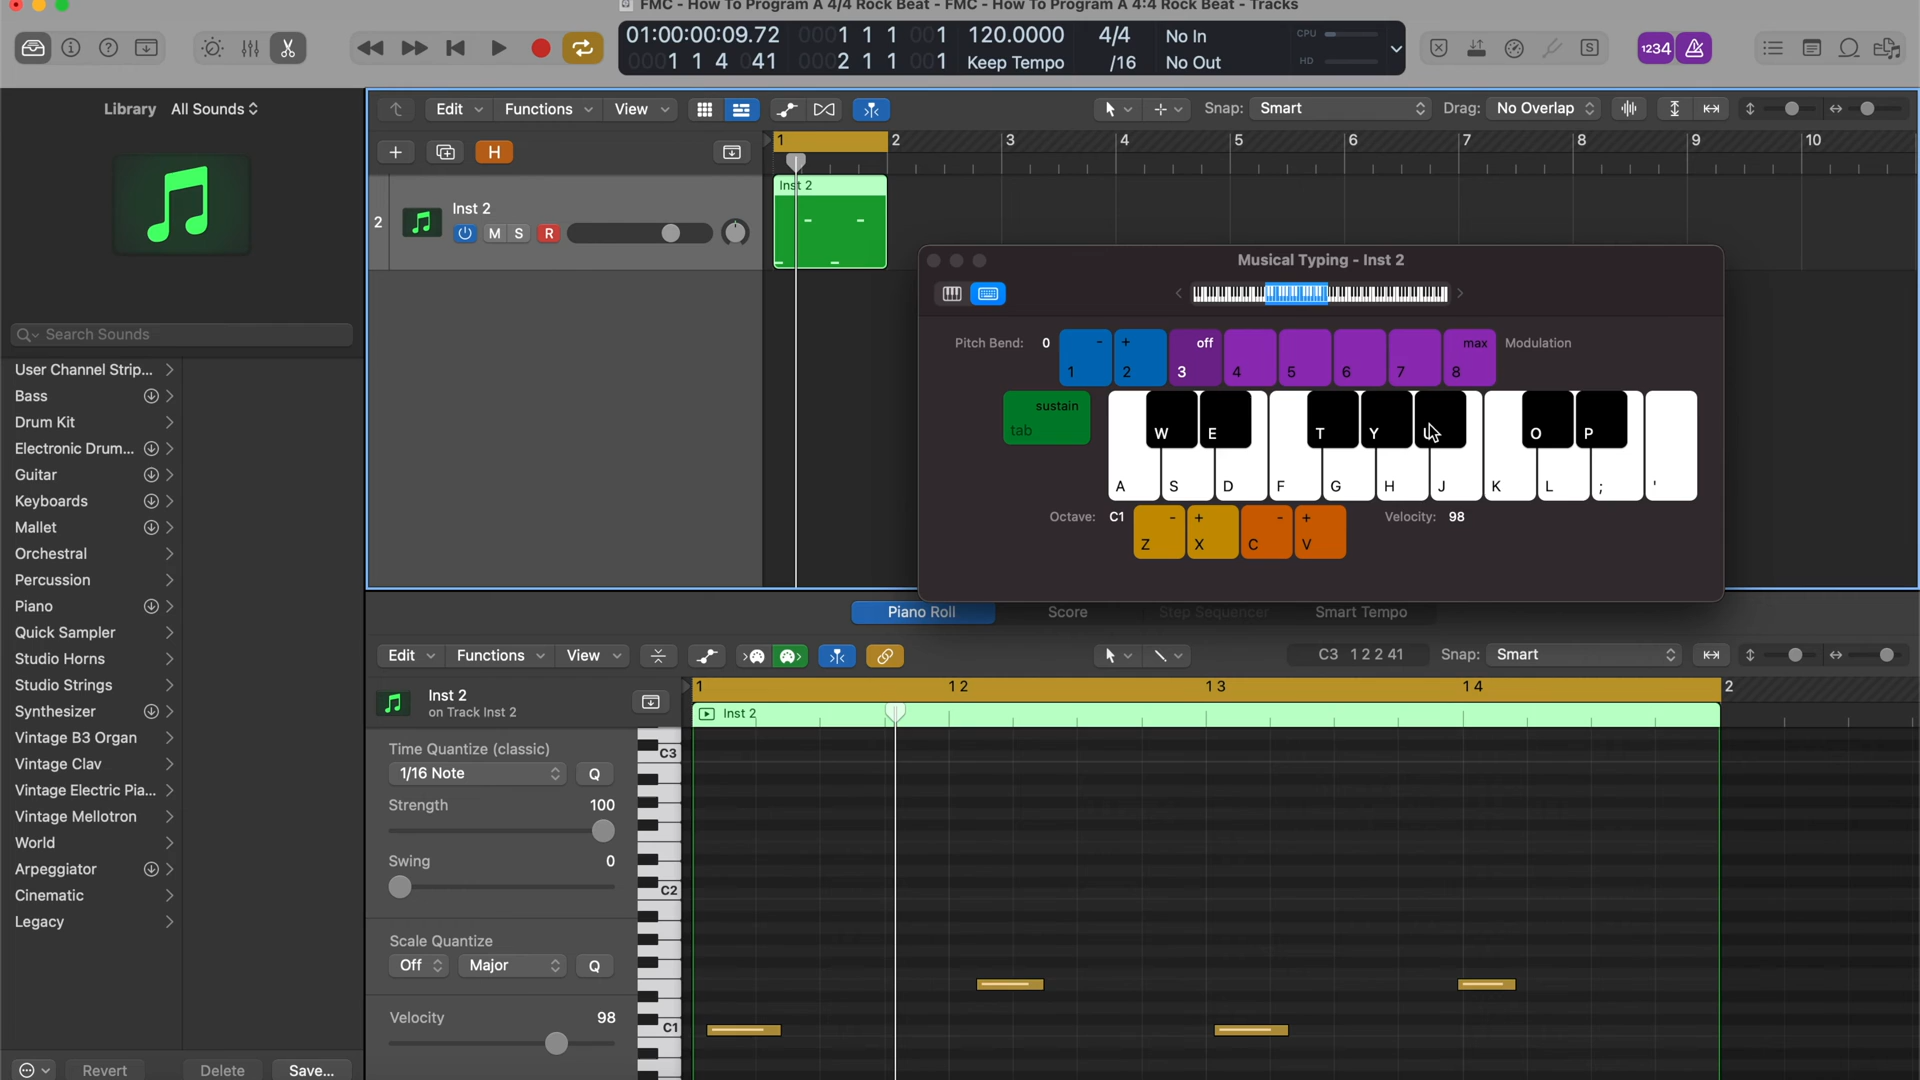 FMC - How To Program A 4/4 Rock Beat - FMC - How To Program A 4:4 Rock Beat - Tracks
01:00:00:09.72 0001 1 1 001 120.0000 4/4 No In CPU
0001 1 4 041 0002 1 1 001 Keep Tempo /16 No Out HD
1234
S
Library All Sounds
Edit Functions View Snap: Smart Drag: No Overlap
H
1 2 3 4 5 6 7 8 9 10
Inst 2
2
Inst 2
M S R
Search Sounds
User Channel Strip...
Bass
Drum Kit
Electronic Drum...
Guitar
Keyboards
Mallet
Orchestral
Percussion
Piano
Quick Sampler
Studio Horns
Studio Strings
Synthesizer
Vintage B3 Organ
Vintage Clav
Vintage Electric Pia...
Vintage Mellotron
World
Arpeggiator
Cinematic
Legacy
Revert Delete Save...
Musical Typing - Inst 2
Pitch Bend: 0 - + off max Modulation
1 2 3 4 5 6 7 8
sustain
tab
W E T Y U O P
A S D F G H J K L ; '
Octave: C1 - + - + Velocity: 98
Z X C V
Piano Roll Score Step Sequencer Smart Tempo
Edit Functions View C3 1 2 2 41 Snap: Smart
1 1 2 1 3 1 4 2
Inst 2
on Track Inst 2
Inst 2
Time Quantize (classic)
1/16 Note Q
Strength 100
Swing 0
Scale Quantize
Off Major Q
Velocity 98
C3
C2
C1